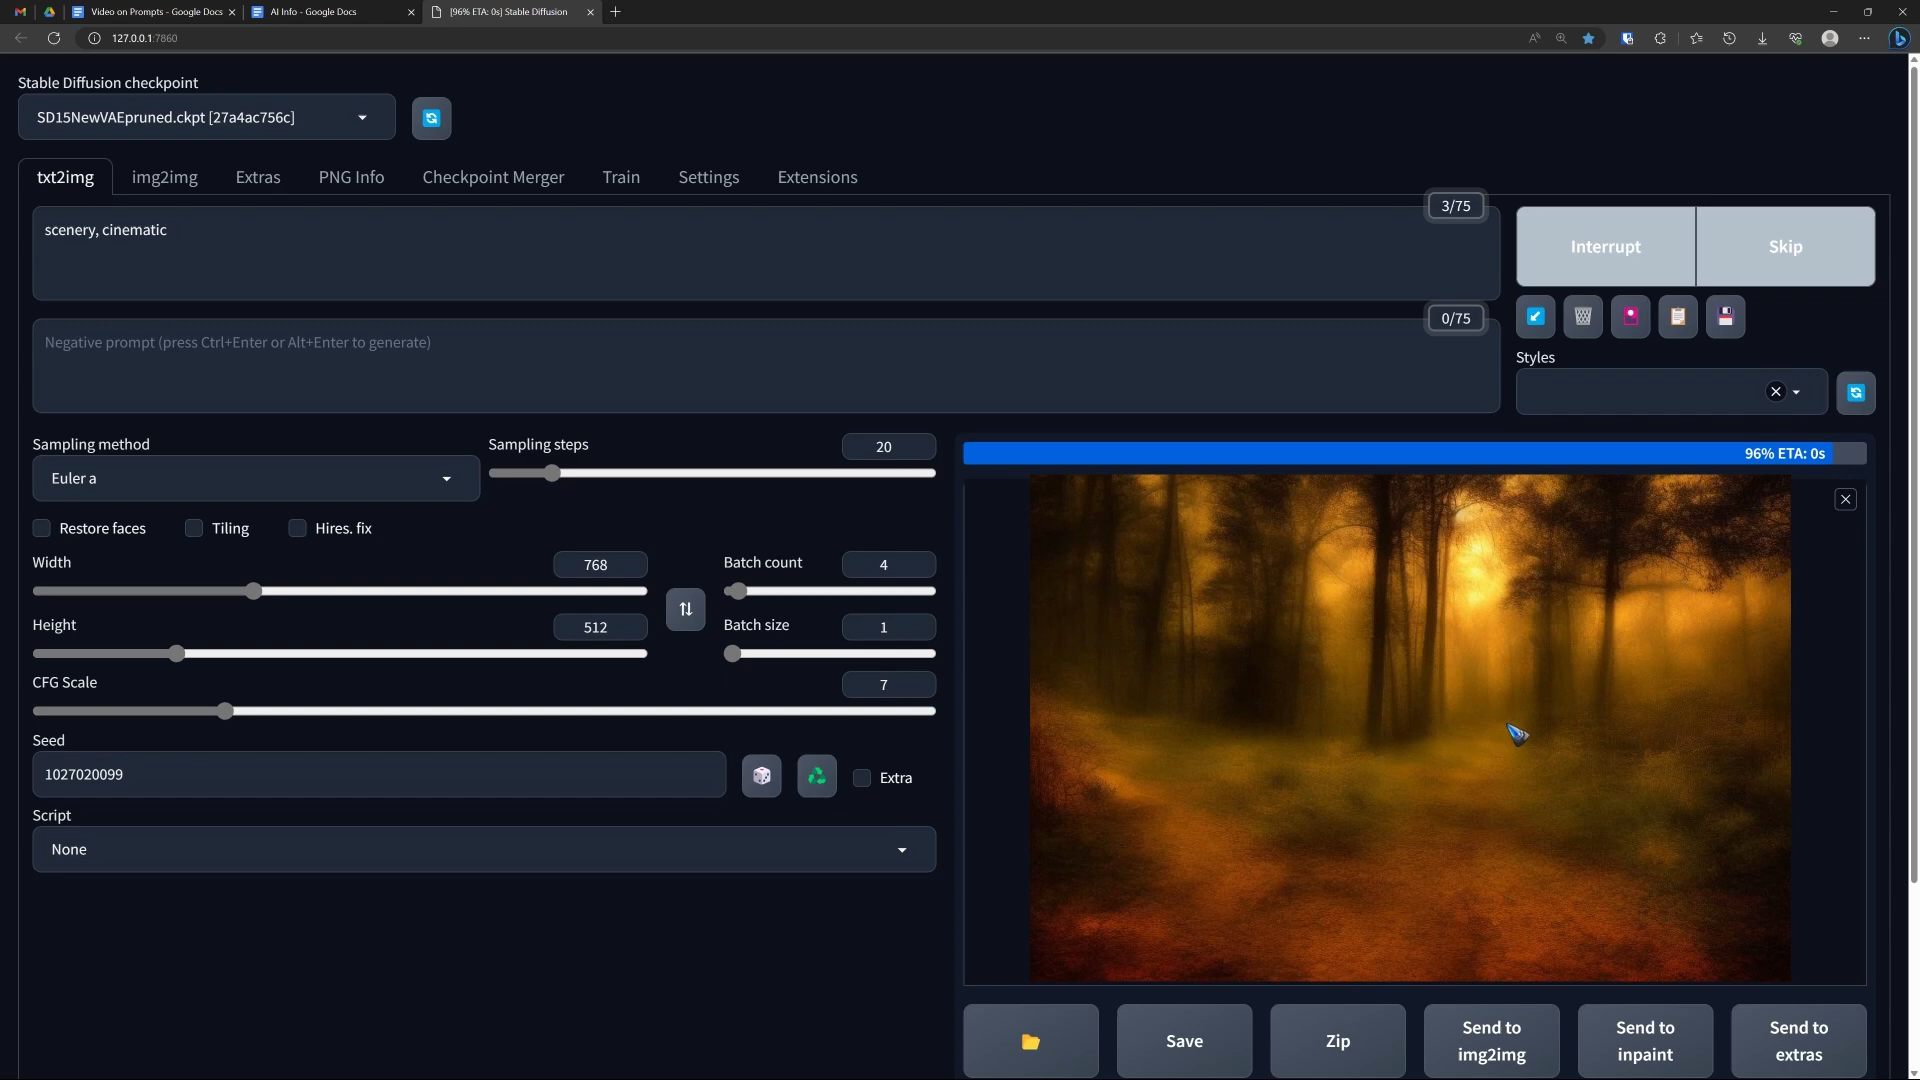 Video on Prompts - Google Docs
AI Info - Google Docs
[96% ETA: 0s] Stable Diffusion
127.0.0.1:7860
Stable Diffusion checkpoint
SD15NewVAEpruned.ckpt [27a4ac756c]
txt2img
img2img
Extras
PNG Info
Checkpoint Merger
Train
Settings
Extensions
3/75
scenery, cinematic
Interrupt
Skip
0/75
Negative prompt (press Ctrl+Enter or Alt+Enter to generate)
Styles
Sampling method
Euler a
Sampling steps
20
96% ETA: 0s
Restore faces
Tiling
Hires. fix
Width
768
Batch count
4
Height
512
Batch size
1
CFG Scale
7
Seed
1027020099
Extra
Script
None
Save
Zip
Send to
img2img
Send to
inpaint
Send to
extras